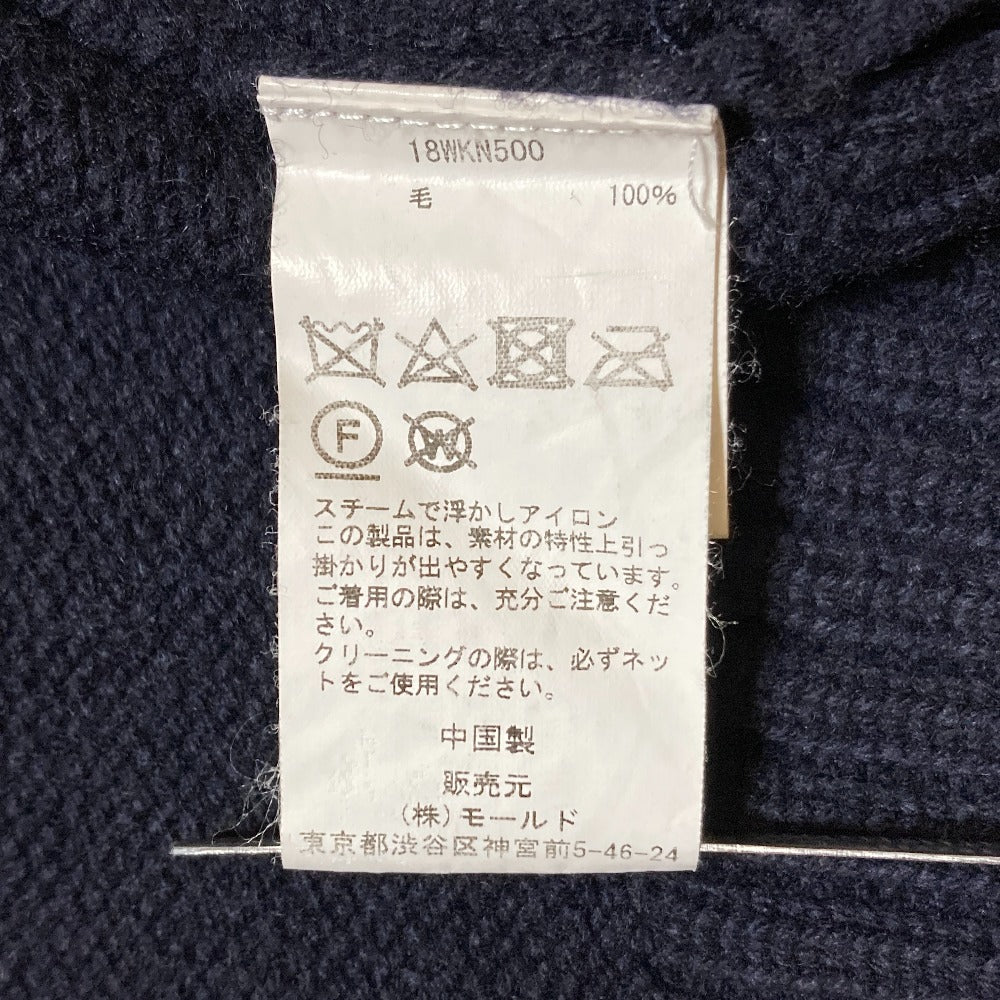 18WKN500
毛 100%
F
W
スチームで浮かしアイロン
この製品は、素材の特性上引っ
掛かりが出やすくなっています。
ご着用の際は、充分ご注意くだ
さい。
クリーニングの際は、必ずネッ
トをご使用ください。
中国製
販売元
(株)モールド
東京都渋谷区神宮前5-46-24